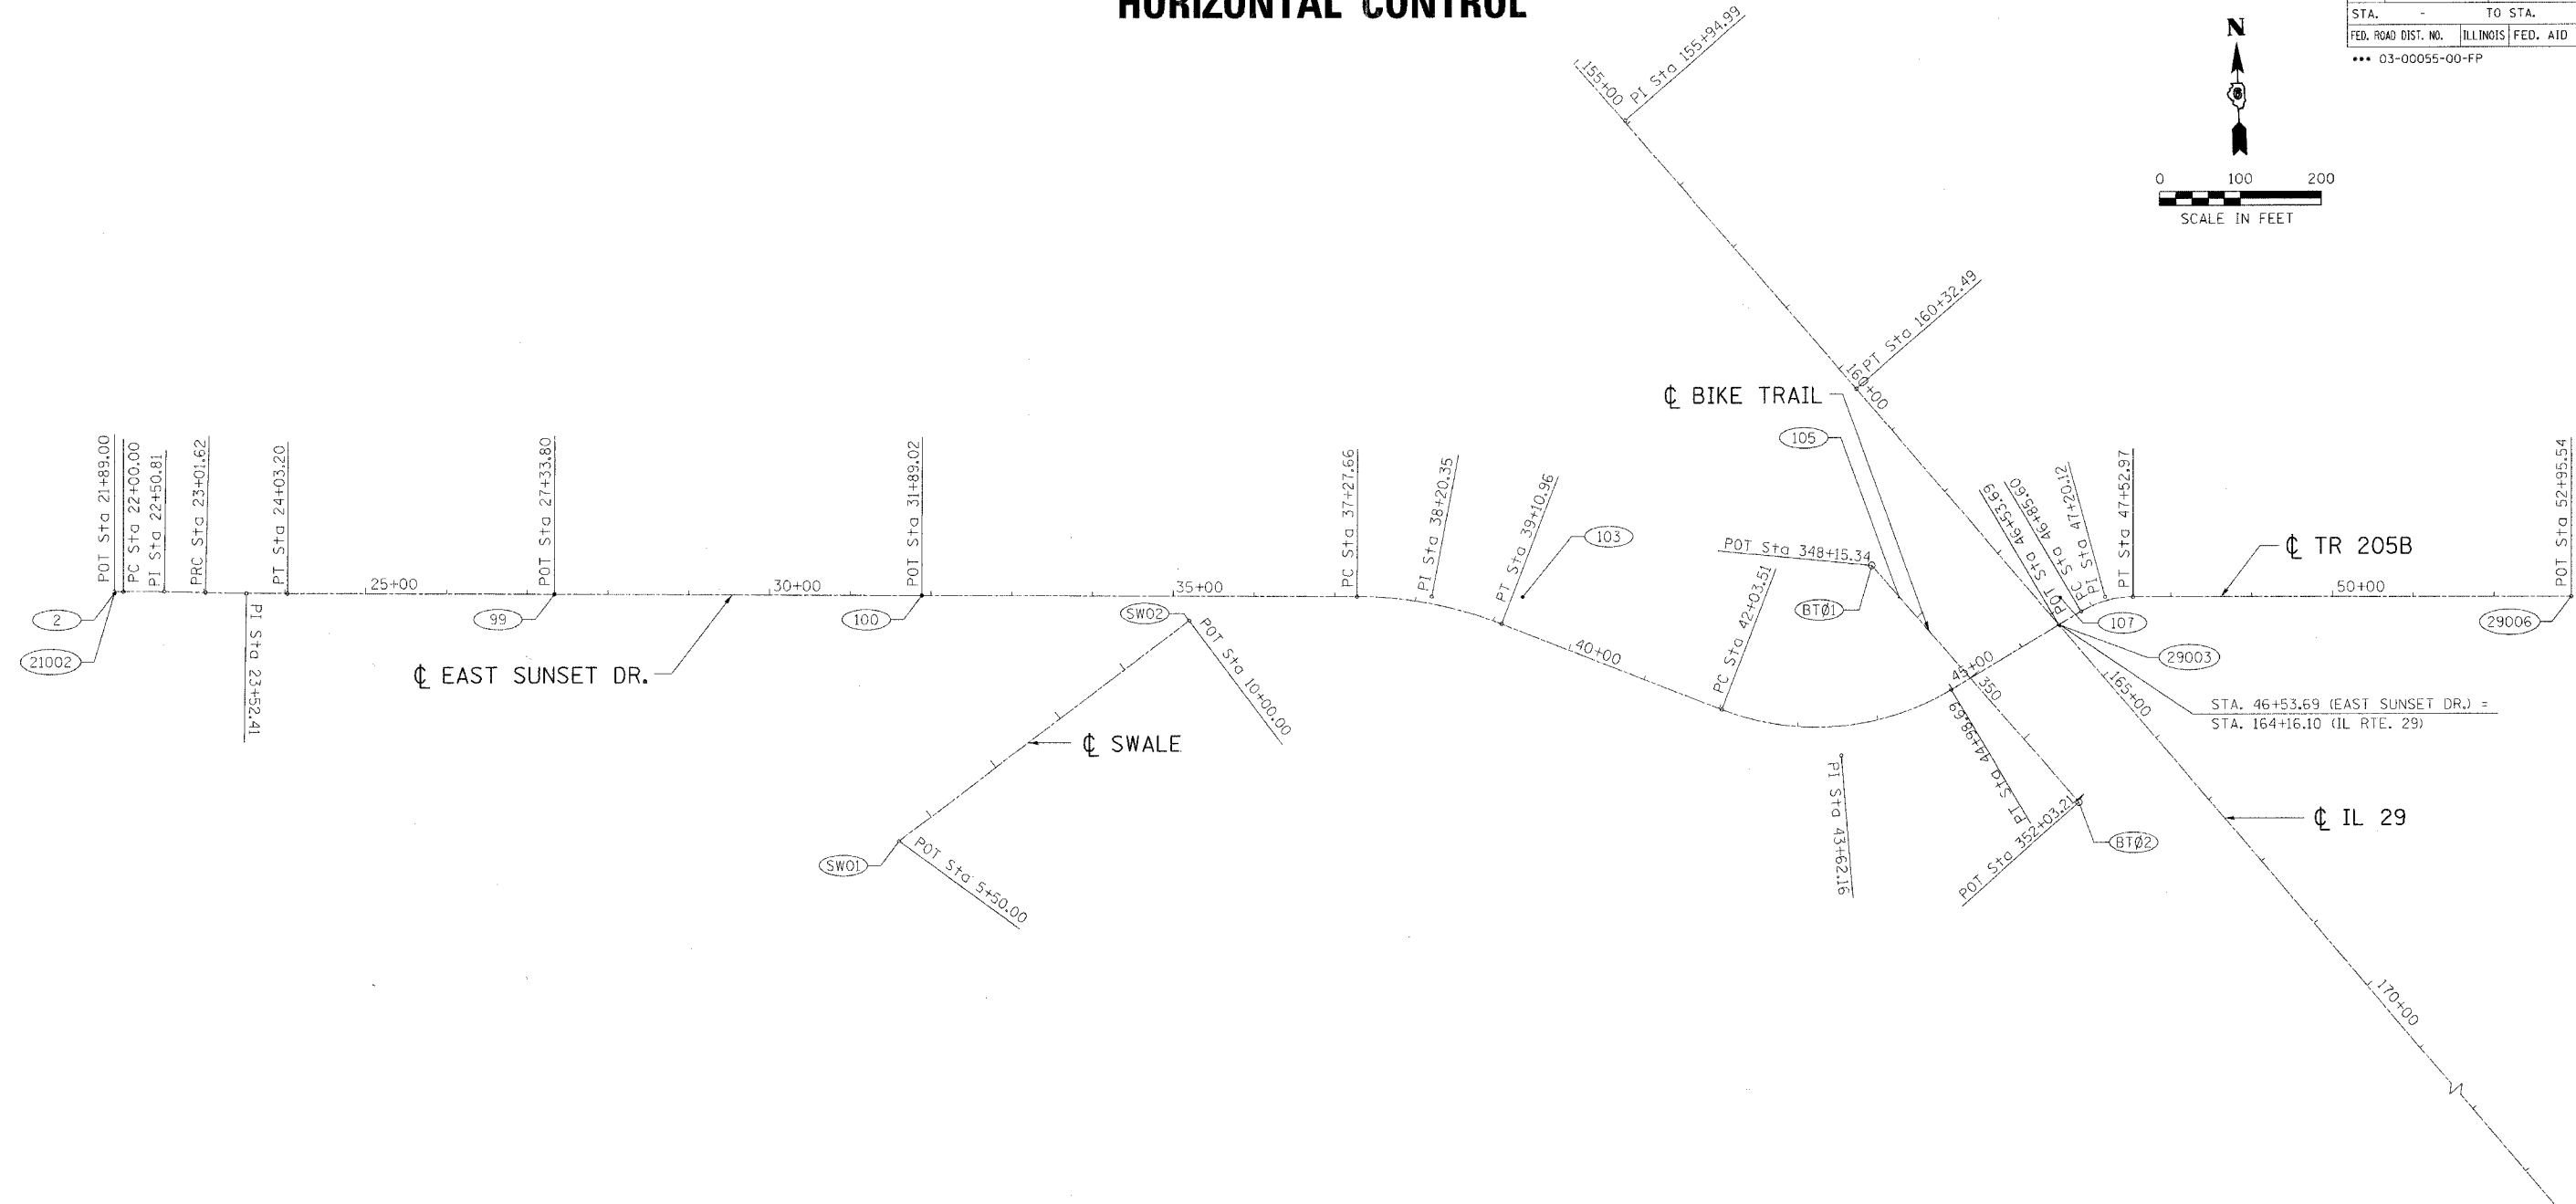 HORIZONTAL CONTROL
STA. - TO STA.
FED. ROAD DIST. NO. ILLINOIS FED. AID
••• 03-00055-00-FP
N
0 100 200
SCALE IN FEET
155+00
PI Sta 155+94.99
160+00
PT Sta 160+32.49
℄ BIKE TRAIL
105
POT Sta 21+89.00
PC Sta 22+00.00
PI Sta 22+50.81
PRC Sta 23+01.62
PI Sta 23+52.41
PT Sta 24+03.20
25+00
POT Sta 27+33.80
30+00
POT Sta 31+89.02
35+00
PC Sta 37+27.66
PI Sta 38+20.35
PT Sta 39+10.96
103
40+00
PC Sta 42+03.51
POT Sta 348+15.34
BTØ1
POT Sta 46+53.69
PC Sta 46+85.60
PI Sta 47+20.12
PT Sta 47+52.97
℄ TR 205B
50+00
POT Sta 52+95.54
2
21002
99
100
SW02
107
29006
29003
℄ EAST SUNSET DR.
POT Sta 10+00.00
45+00
350
165+00
STA. 46+53.69 (EAST SUNSET DR.) =
STA. 164+16.10 (IL RTE. 29)
℄ SWALE
PI Sta 43+62.16
PT Sta 44+98.69
POT Sta 352+03.21
BTØ2
℄ IL 29
SW01
POT Sta 5+50.00
170+00